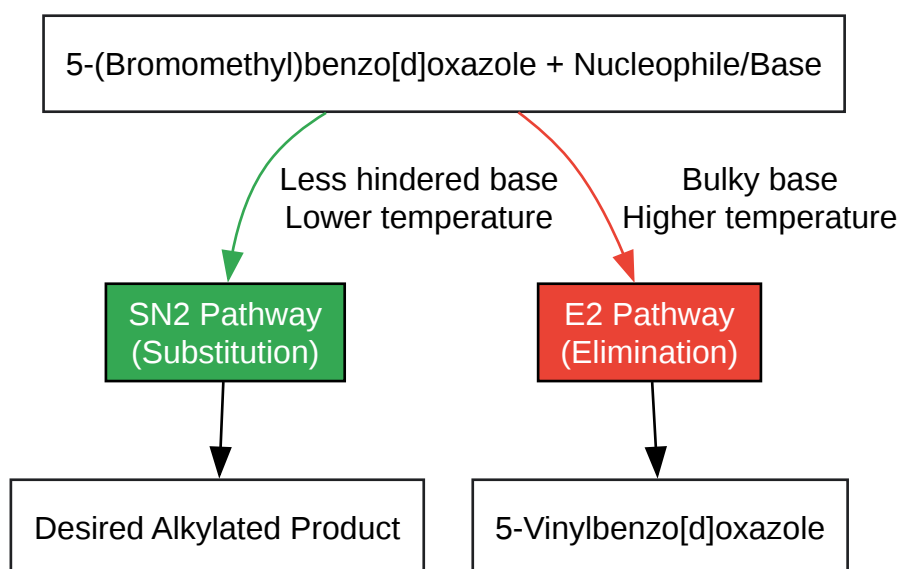 5-(Bromomethyl)benzo[d]oxazole + Nucleophile/Base
Less hindered base
Lower temperature
Bulky base
Higher temperature
SN2 Pathway
(Substitution)
E2 Pathway
(Elimination)
Desired Alkylated Product
5-Vinylbenzo[d]oxazole